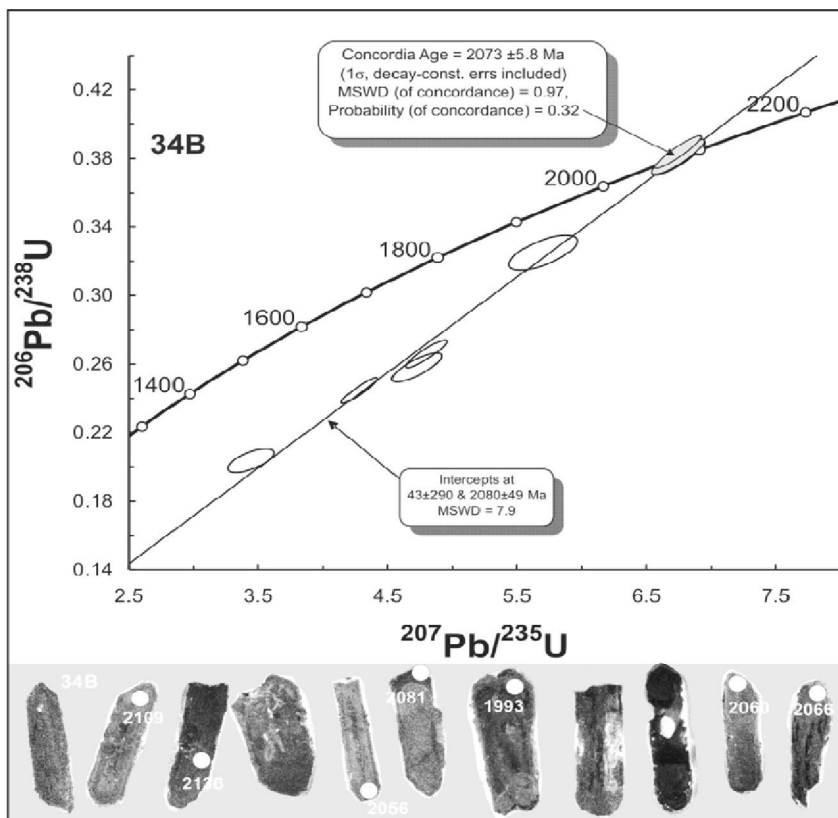 Concordia Age = 2073 ±5.8 Ma
(1σ, decay-const. errs included)
MSWD (of concordance) = 0.97,
Probability (of concordance) = 0.32
34B
0.42
0.38
0.34
0.30
0.26
0.22
0.18
0.14
2200
2000
1800
1600
1400
206Pb/238U
Intercepts at
43±290 & 2080±49 Ma
MSWD = 7.9
2.5 3.5 4.5 5.5 6.5 7.5
207Pb/235U
34B
2109
2136
2056
2081
1993
2060
2066